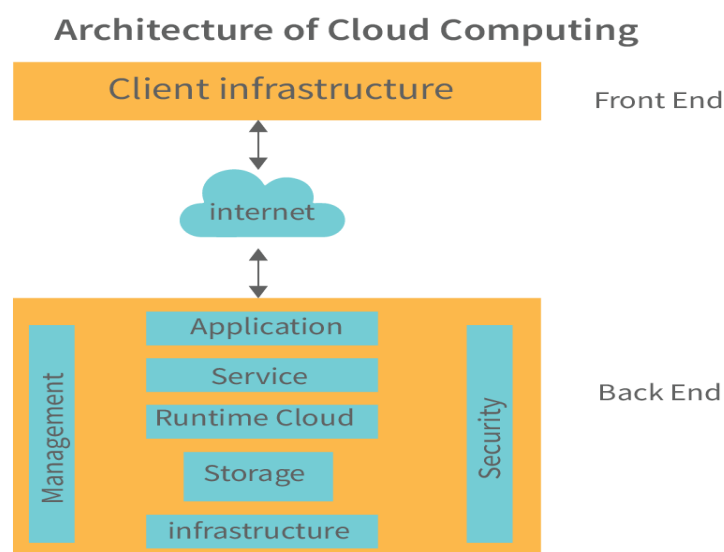 Architecture of Cloud Computing
Client infrastructure
Front End
internet
Application
Service
Runtime Cloud
Storage
infrastructure
Management
Security
Back End